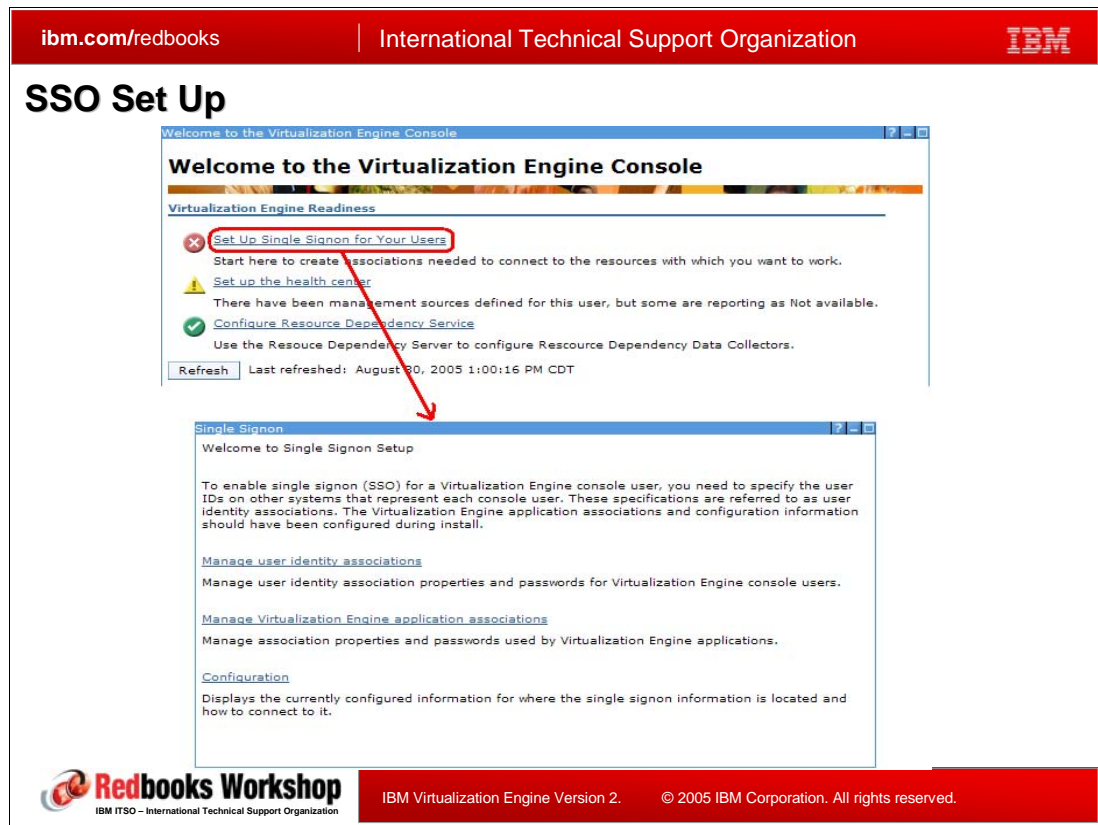 ibm.com/redbooks
International Technical Support Organization
IBM
SSO Set Up
Welcome to the Virtualization Engine Console
? – □
Welcome to the Virtualization Engine Console
Virtualization Engine Readiness
Set Up Single Signon for Your Users
Start here to create associations needed to connect to the resources with which you want to work.
Set up the health center
There have been management sources defined for this user, but some are reporting as Not available.
Configure Resource Dependency Service
Use the Resouce Dependency Server to configure Rescource Dependency Data Collectors.
Refresh Last refreshed: August 30, 2005 1:00:16 PM CDT
Single Signon
? – □
Welcome to Single Signon Setup
To enable single signon (SSO) for a Virtualization Engine console user, you need to specify the user
IDs on other systems that represent each console user. These specifications are referred to as user
identity associations. The Virtualization Engine application associations and configuration information
should have been configured during install.
Manage user identity associations
Manage user identity association properties and passwords for Virtualization Engine console users.
Manage Virtualization Engine application associations
Manage association properties and passwords used by Virtualization Engine applications.
Configuration
Displays the currently configured information for where the single signon information is located and
how to connect to it.
Redbooks Workshop
IBM ITSO – International Technical Support Organization
IBM Virtualization Engine Version 2. © 2005 IBM Corporation. All rights reserved.